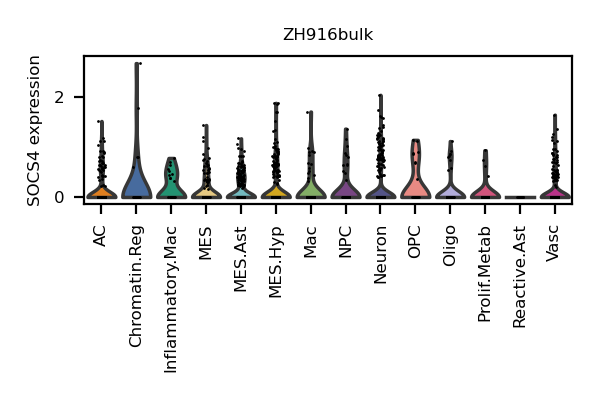 ZH916bulk
SOCS4 expression
2
0
AC
Chromatin.Reg
Inflammatory.Mac
MES
MES.Ast
MES.Hyp
Mac
NPC
Neuron
OPC
Oligo
Prolif.Metab
Reactive.Ast
Vasc